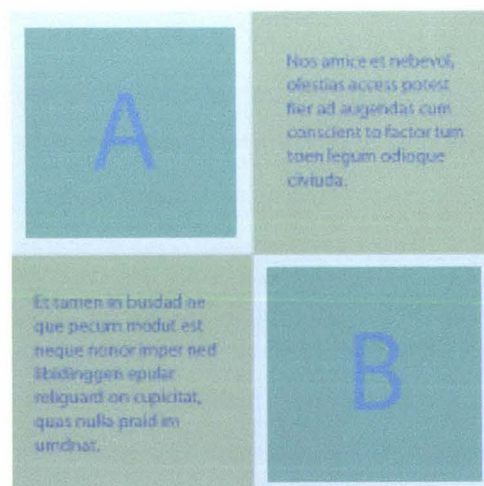 A
Nos amice et nebevol,
olestias access potest
fier ad augendas cum
conscient to factor tum
toen legum odioque
civiuda.
Et tamen in busdad ne
que pecum modut est
neque nonor imper ned
libidinggen epular
religuard on cupicitat,
quas nulla praid im
umdnat.
B